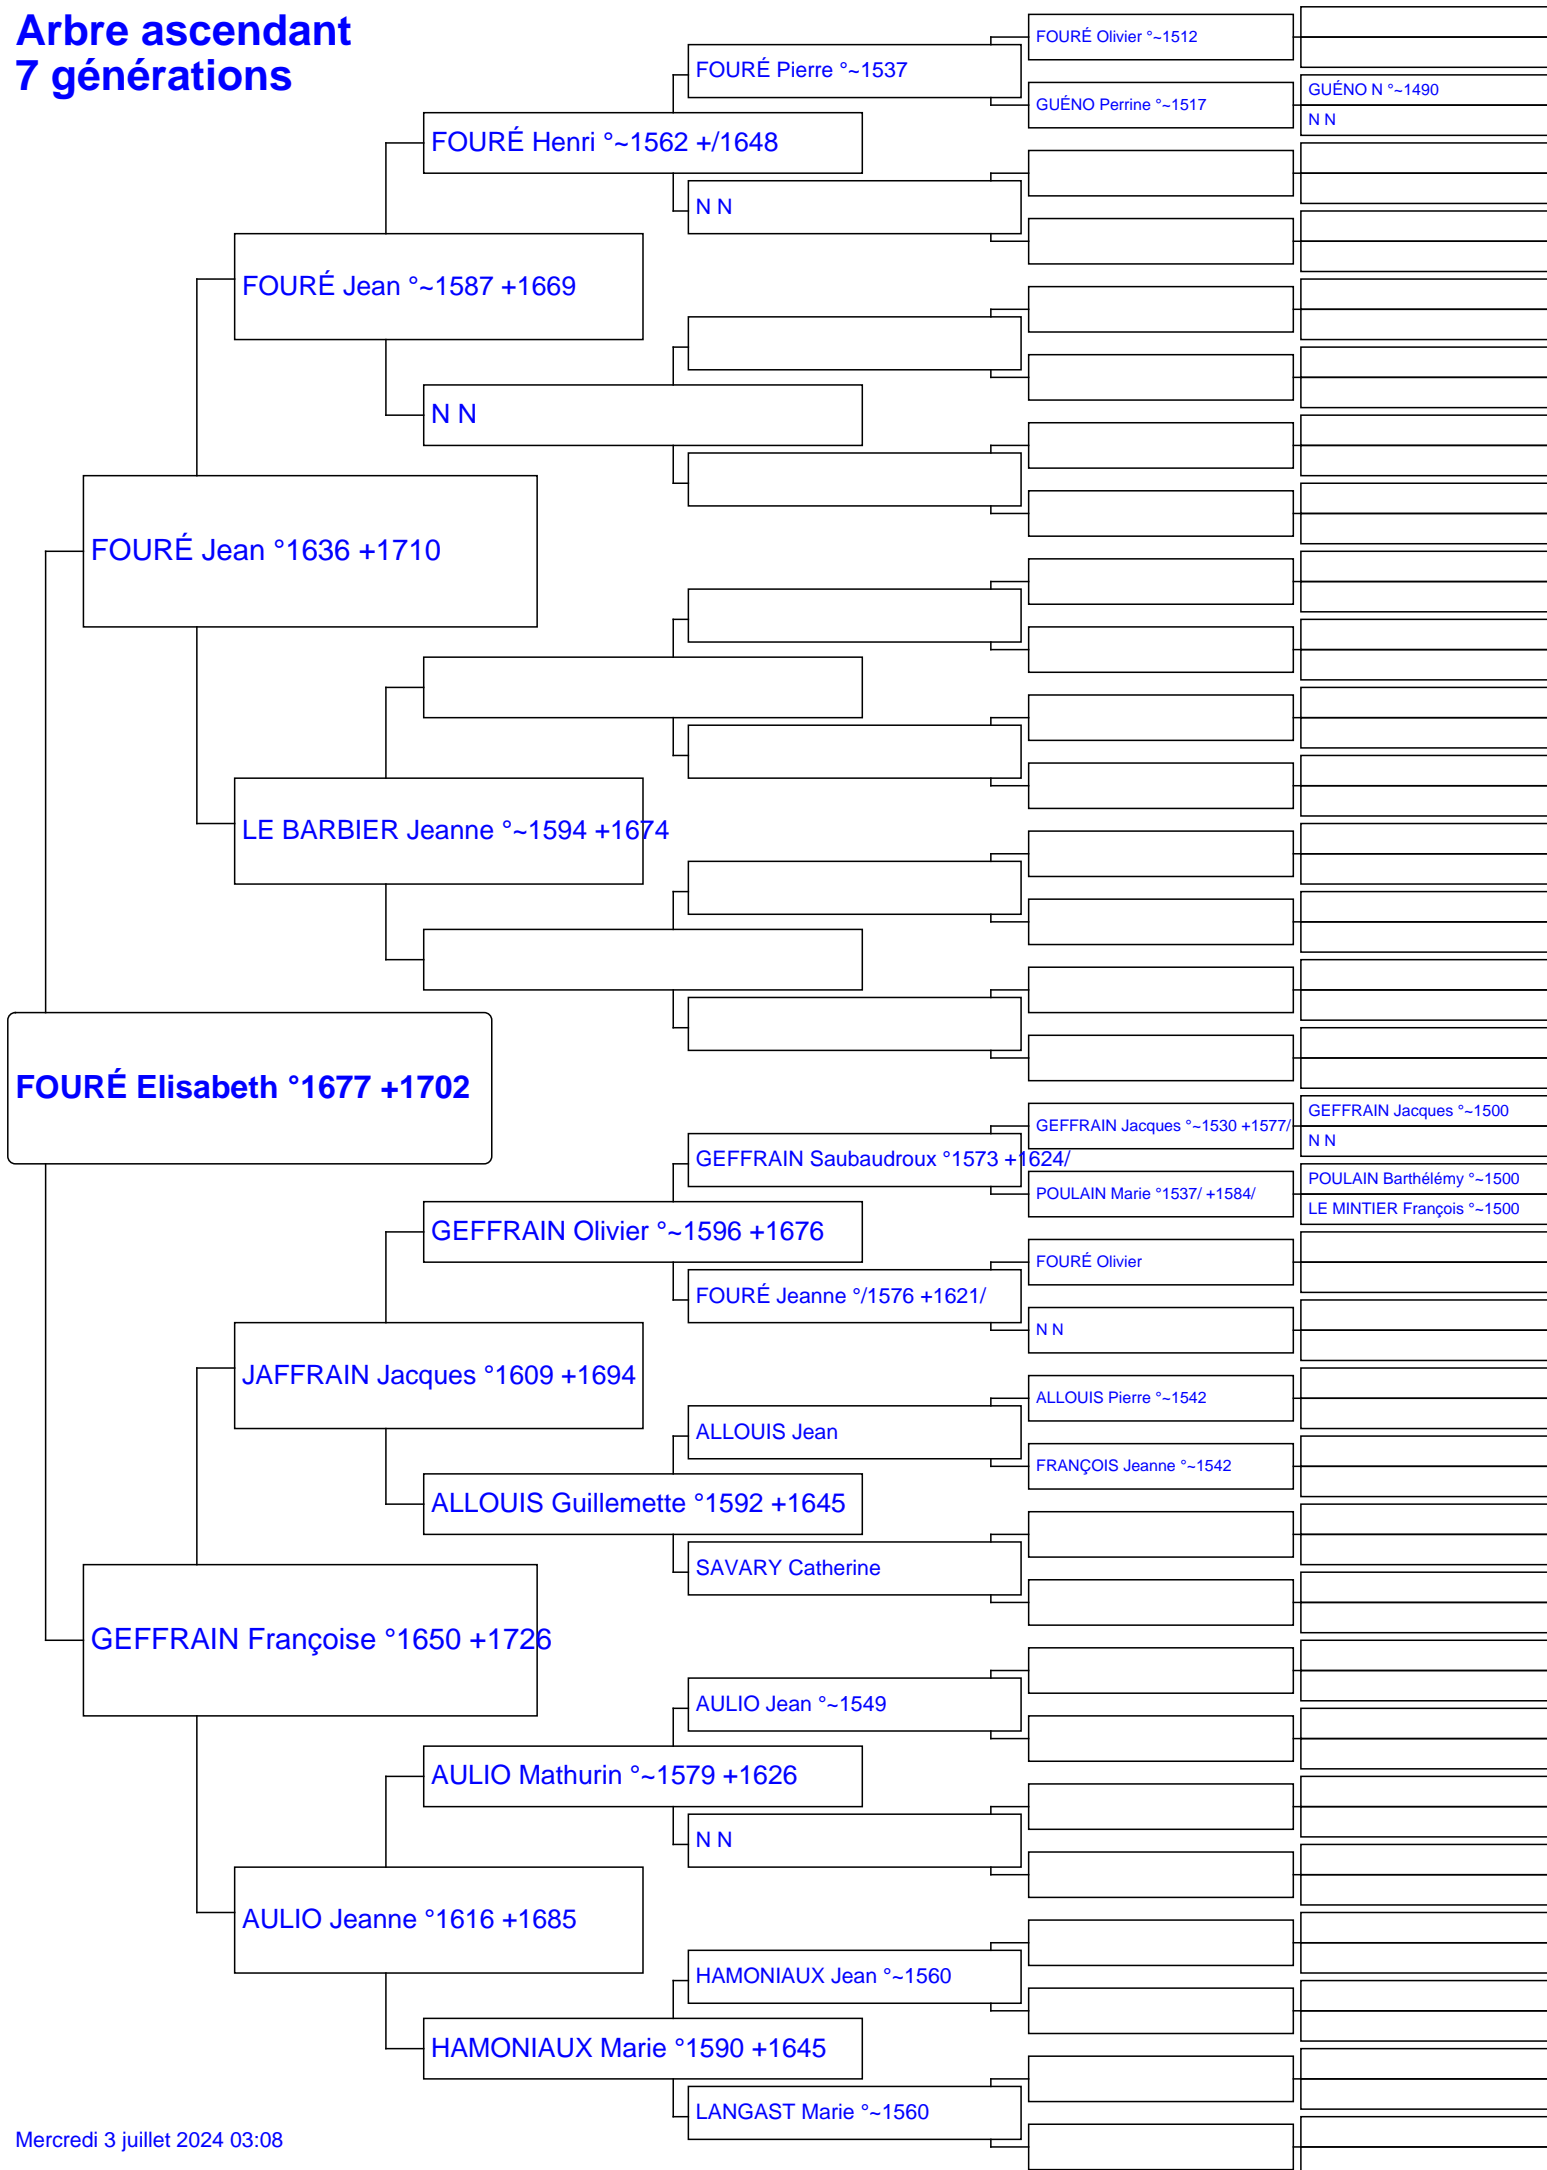 Arbre ascendant
7 générations
FOURÉ Olivier °~1512
FOURÉ Pierre °~1537
GUÉNO N °~1490
GUÉNO Perrine °~1517
N N
FOURÉ Henri °~1562 +/1648
N N
FOURÉ Jean °~1587 +1669
N N
FOURÉ Jean °1636 +1710
LE BARBIER Jeanne °~1594 +1674
FOURÉ Elisabeth °1677 +1702
GEFFRAIN Jacques °~1500
GEFFRAIN Jacques °~1530 +1577/
N N
GEFFRAIN Saubaudroux °1573 +1624/
POULAIN Barthélémy °~1500
POULAIN Marie °1537/ +1584/
LE MINTIER François °~1500
GEFFRAIN Olivier °~1596 +1676
FOURÉ Olivier
FOURÉ Jeanne °/1576 +1621/
N N
JAFFRAIN Jacques °1609 +1694
ALLOUIS Pierre °~1542
ALLOUIS Jean
FRANÇOIS Jeanne °~1542
ALLOUIS Guillemette °1592 +1645
SAVARY Catherine
GEFFRAIN Françoise °1650 +1726
AULIO Jean °~1549
AULIO Mathurin °~1579 +1626
N N
AULIO Jeanne °1616 +1685
HAMONIAUX Jean °~1560
HAMONIAUX Marie °1590 +1645
LANGAST Marie °~1560
Mercredi 3 juillet 2024 03:08